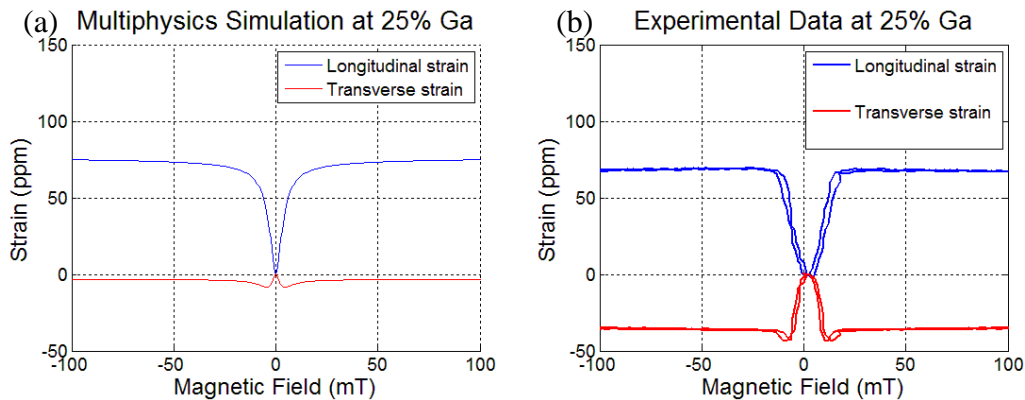 (a) Multiphysics Simulation at 25% Ga
150
100
50
0
-50
-100
-50
0
50
100
Strain (ppm)
Magnetic Field (mT)
Longitudinal strain
Transverse strain
(b) Experimental Data at 25% Ga
150
100
50
0
-50
-100
-50
0
50
100
Strain (ppm)
Magnetic Field (mT)
Longitudinal strain
Transverse strain